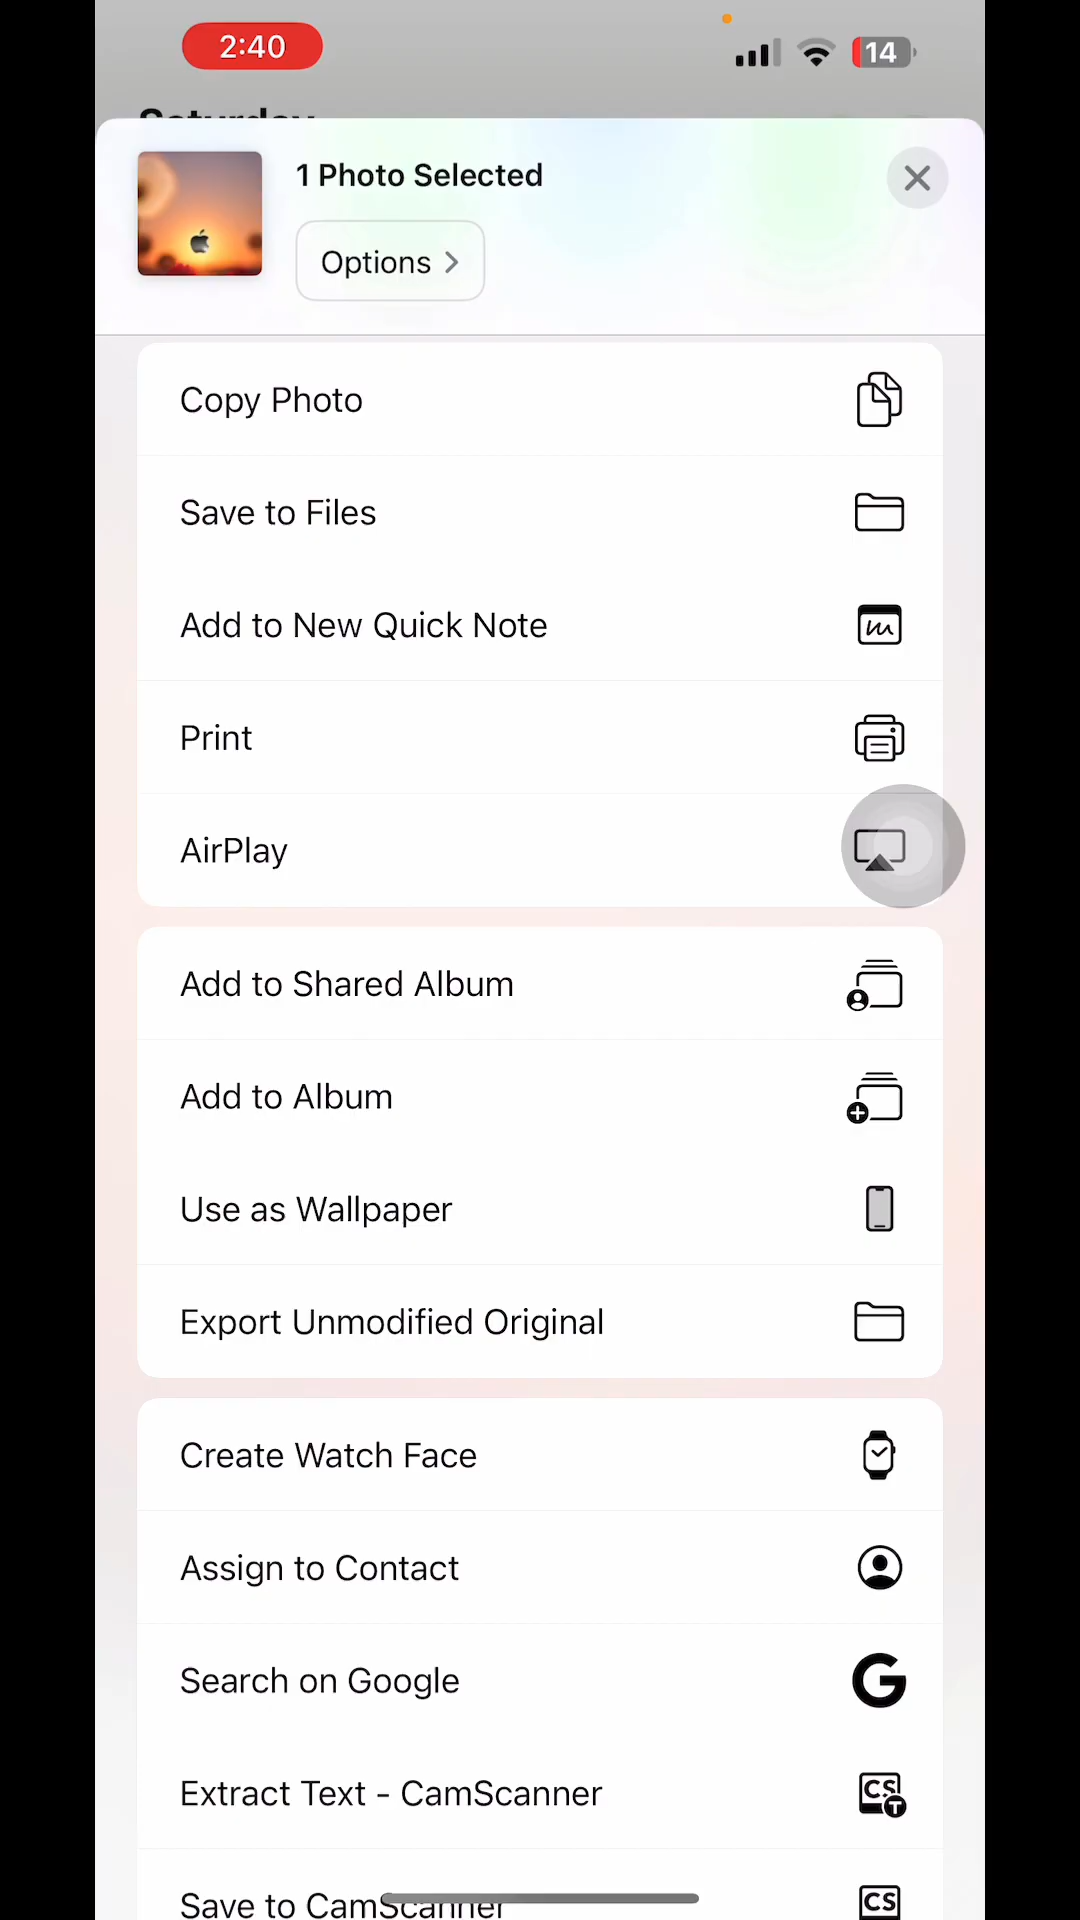 2:40
14
Saturday
1 Photo Selected
Options
Copy Photo
Save to Files
Add to New Quick Note
Print
AirPlay
Add to Shared Album
Add to Album
Use as Wallpaper
Export Unmodified Original
Create Watch Face
Assign to Contact
Search on Google
Extract Text - CamScanner
CS
T
Save to CamScanner
CS